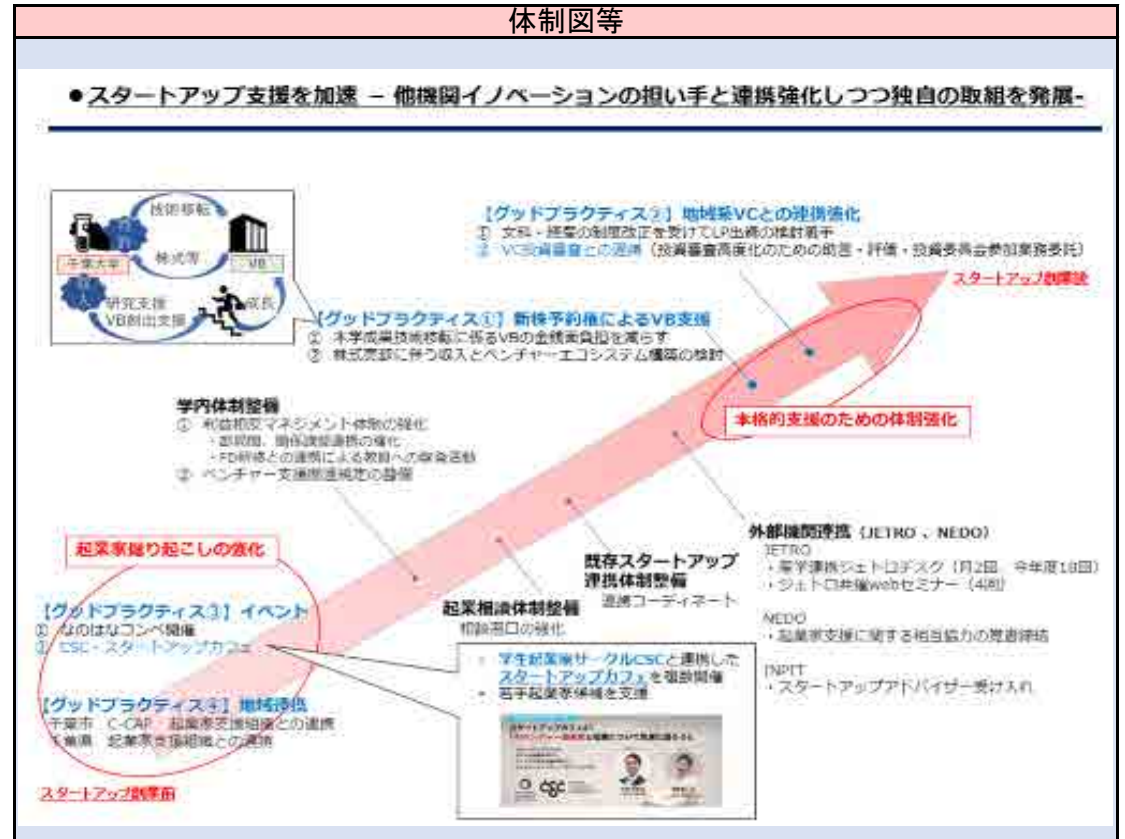 体制図等
●スタートアップ支援を加速 － 他機関イノベーションの担い手と連携強化しつつ独自の取組を発展-
技術移転
千葉大学
株式等
VB
研究支援
VB創出支援
成長
【グッドプラクティス②】地域系VCとの連携強化
① 文科・経産の制度改正を受けてLP出資の検討着手
② VC投資審査との連携（投資審査高度化のための助言・評価・投資委員会参加業務委託）
スタートアップ創業後
【グッドプラクティス①】新株予約権によるVB支援
① 本学成果技術移転に係るVBの金銭面負担を減らす
② 株式売却に伴う収入とベンチャーエコシステム構築の検討
本格的支援のための体制強化
学内体制整備
① 利益相反マネジメント体制の強化
・部局間、関係課室連携の強化
・FD研修との連携による教員への啓発活動
② ベンチャー支援関連規定の整備
起業家掘り起こしの強化
【グッドプラクティス③】イベント
① なのはなコンペ開催
② CSC・スタートアップカフェ
【グッドプラクティス④】地域連携
千葉市 C-CAP・起業家支援組織との連携
千葉県 起業家支援組織との連携
スタートアップ創業前
起業相談体制整備
相談窓口の強化
既存スタートアップ
連携体制整備
連携コーディネート
外部機関連携（JETRO 、NEDO）
JETRO
・産学連携ジェトロデスク（月2回、今年度18回）
・ジェトロ共催webセミナー（4回）
NEDO
・起業家支援に関する相互協力の覚書締結
INPIT
・スタートアップアドバイザー受け入れ
・ 学生起業家サークルCSCと連携した
スタートアップカフェを複数開催
・ 若手起業家候補を支援
csc